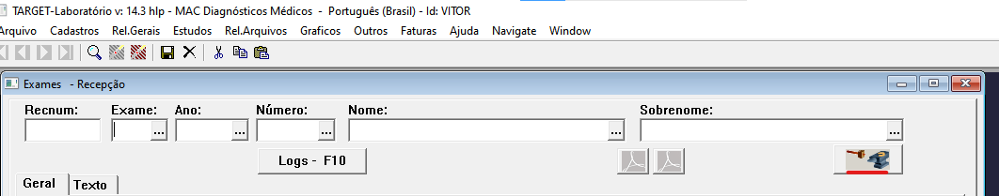 TARGET-Laboratório v: 14.3 hlp - MAC Diagnósticos Médicos - Português (Brasil) - Id: VITOR
Arquivo Cadastros Rel.Gerais Estudos Rel.Arquivos Graficos Outros Faturas Ajuda Navigate Window
Exames - Recepção
Recnum: Exame: Ano: Número: Nome: Sobrenome:
... ... ... ... ...
Logs - F10
Geral Texto